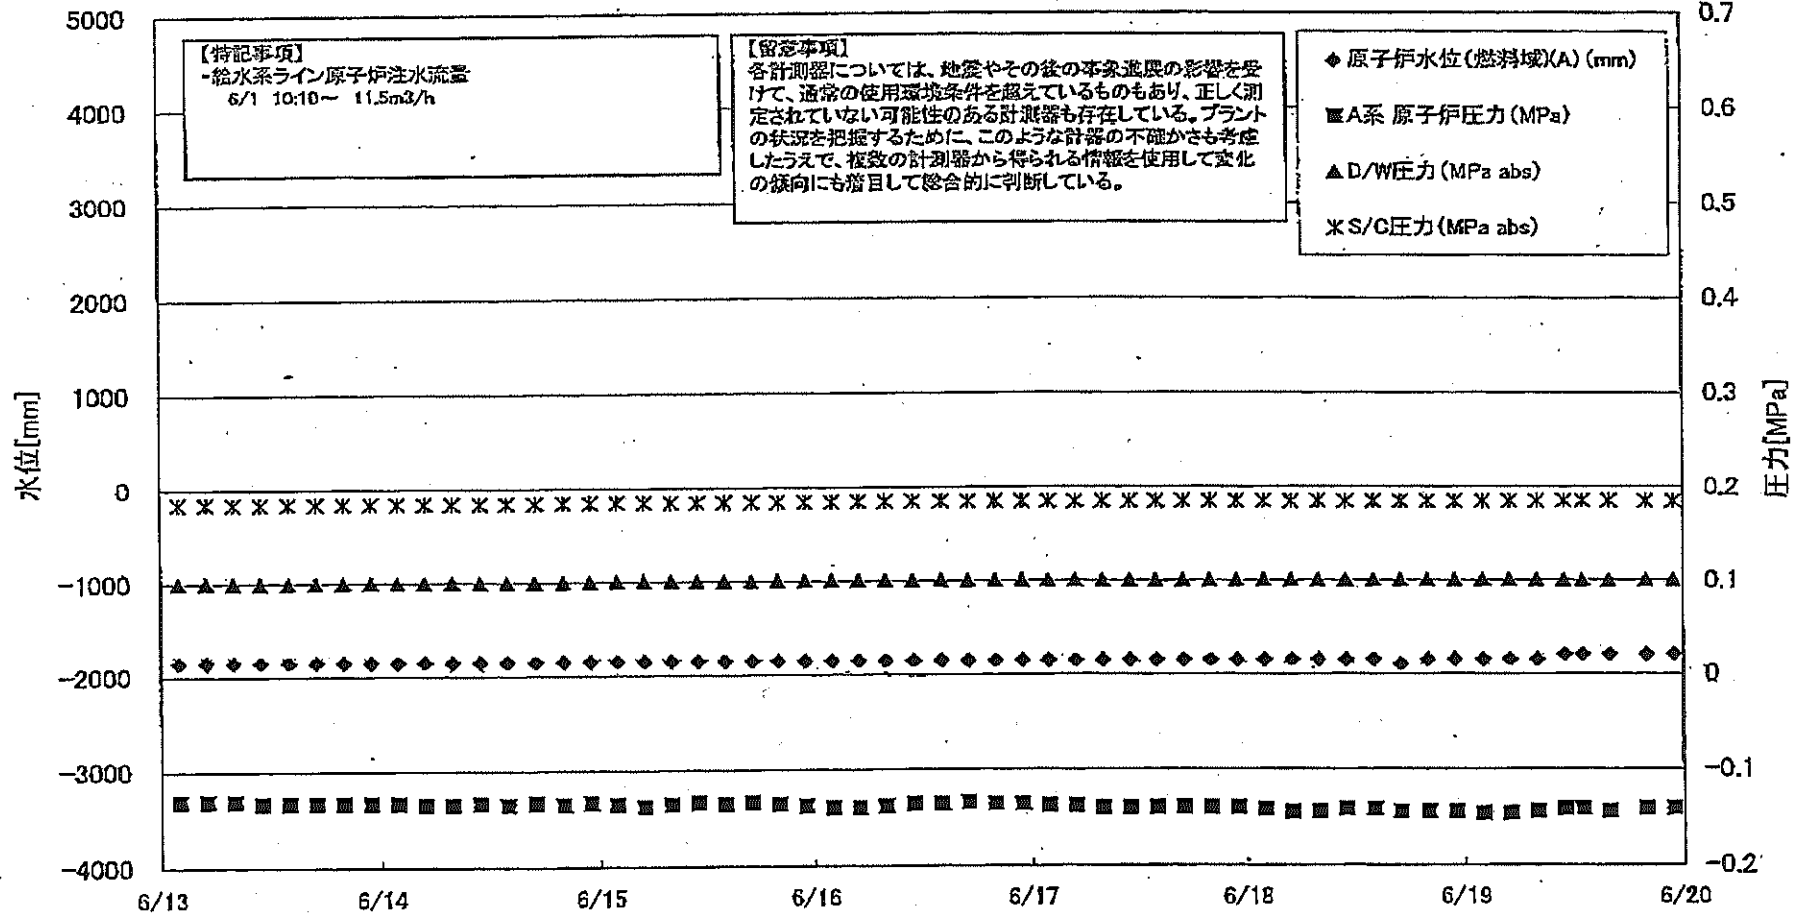 【特記事項】
-給水系ライン原子炉注水流量
6/1 10:10～ 11.5m3/h
【留意事項】
各計測器については、地震やその後の事象進展の影響を受
けて、通常の使用環境条件を超えているものもあり、正しく測
定されていない可能性のある計測器も存在している。プラント
の状況を把握するために、このような計器の不確かさも考慮
したうえで、複数の計測器から得られる情報を使用して変化
の傾向にも着目して総合的に判断している。
原子炉水位(燃料域)(A)(mm)
A系 原子炉圧力(MPa)
D/W圧力(MPa abs)
S/C圧力(MPa abs)
水位[mm]
5000
4000
3000
2000
1000
0
-1000
-2000
-3000
-4000
圧力[MPa]
0.7
0.6
0.5
0.4
0.3
0.2
0.1
0
-0.1
-0.2
6/13 6/14 6/15 6/16 6/17 6/18 6/19 6/20